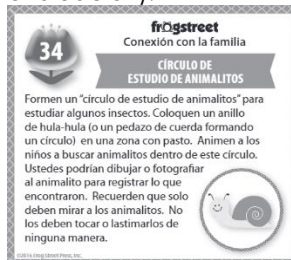 34
frogstreet
Conexión con la familia
CÍRCULO DE
ESTUDIO DE ANIMALITOS
Formen un "círculo de estudio de animalitos" para
estudiar algunos insectos. Coloquen un anillo
de hula-hula (o un pedazo de cuerda formando
un círculo) en una zona con pasto. Animen a los
niños a buscar animalitos dentro de este círculo.
Ustedes podrían dibujar o fotografiar
al animalito para registrar lo que
encontraron. Recuerden que solo
deben mirar a los animalitos. No
los deben tocar o lastimarlos de
ninguna manera.
©2016 Frog Street Press, Inc.